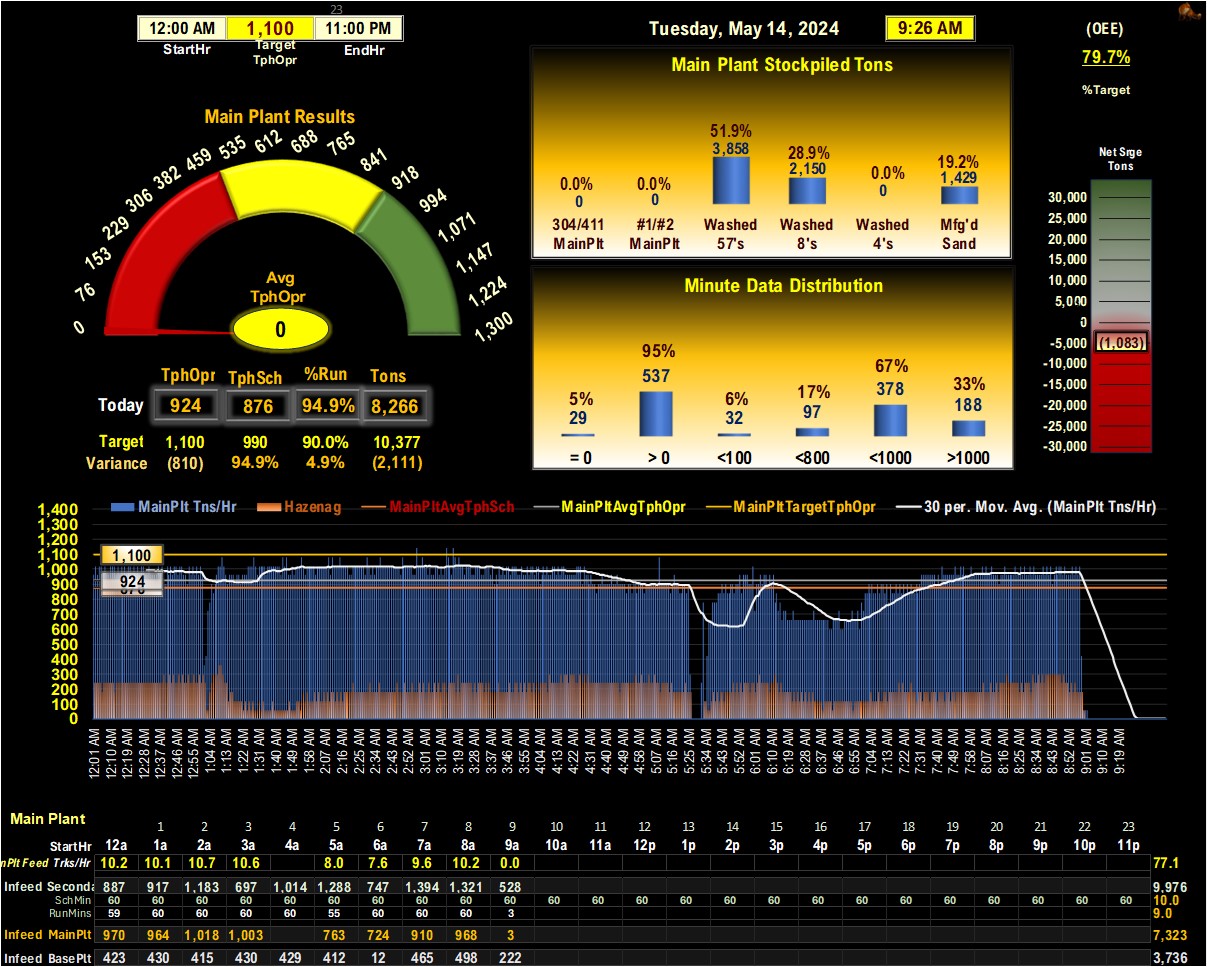 23
12:00 AM 1,100 11:00 PM
StartHr Target TphOpr EndHr
Tuesday, May 14, 2024 9:26 AM
(OEE)
79.7%
%Target
Main Plant Results
0 76 153 229 306 382 459 535 612 688 765 841 918 994 1,071 1,147 1,224 1,300
Avg
TphOpr
0
TphOpr TphSch %Run Tons
Today 924 876 94.9% 8,266
Target 1,100 990 90.0% 10,377
Variance (810) 94.9% 4.9% (2,111)
Main Plant Stockpiled Tons
0.0% 0.0% 51.9% 28.9% 0.0% 19.2%
0 0 3,858 2,150 0 1,429
304/411 #1/#2 Washed Washed Washed Mfg'd
MainPlt MainPlt 57's 8's 4's Sand
Minute Data Distribution
5% 95% 6% 17% 67% 33%
29 537 32 97 378 188
= 0 > 0 <100 <800 <1000 >1000
Net Srge
Tons
30,000
25,000
20,000
15,000
10,000
5,000
0
-5,000
-10,000
-15,000
-20,000
-25,000
-30,000
(1,083)
MainPlt Tns/Hr Hazenag MainPltAvgTphSch MainPltAvgTphOpr MainPltTargetTphOpr 30 per. Mov. Avg. (MainPlt Tns/Hr)
1,400
1,300
1,200
1,100
1,000
900
800
700
600
500
400
300
200
100
0
1,100
924
12:01 AM 12:10 AM 12:19 AM 12:28 AM 12:37 AM 12:46 AM 12:55 AM 1:04 AM 1:13 AM 1:22 AM 1:31 AM 1:40 AM 1:49 AM 1:58 AM 2:07 AM 2:16 AM 2:25 AM 2:34 AM 2:43 AM 2:52 AM 3:01 AM 3:10 AM 3:19 AM 3:28 AM 3:37 AM 3:46 AM 3:55 AM 4:04 AM 4:13 AM 4:22 AM 4:31 AM 4:40 AM 4:49 AM 4:58 AM 5:07 AM 5:16 AM 5:25 AM 5:34 AM 5:43 AM 5:52 AM 6:01 AM 6:10 AM 6:19 AM 6:28 AM 6:37 AM 6:46 AM 6:55 AM 7:04 AM 7:13 AM 7:22 AM 7:31 AM 7:40 AM 7:49 AM 7:58 AM 8:07 AM 8:16 AM 8:25 AM 8:34 AM 8:43 AM 8:52 AM 9:01 AM 9:10 AM 9:19 AM
Main Plant
1 2 3 4 5 6 7 8 9 10 11 12 13 14 15 16 17 18 19 20 21 22 23
StartHr 12a 1a 2a 3a 4a 5a 6a 7a 8a 9a 10a 11a 12p 1p 2p 3p 4p 5p 6p 7p 8p 9p 10p 11p
nPlt Feed Trks/Hr 10.2 10.1 10.7 10.6 8.0 7.6 9.6 10.2 0.0 77.1
Infeed Seconda 887 917 1,183 697 1,014 1,288 747 1,394 1,321 528 9,976
SchMin 60 60 60 60 60 60 60 60 60 60 60 60 60 60 60 60 60 60 60 60 60 60 60 60 10.0
RunMins 59 60 60 60 60 55 60 60 60 3 9.0
Infeed MainPlt 970 964 1,018 1,003 763 724 910 968 3 7,323
Infeed BasePlt 423 430 415 430 429 412 12 465 498 222 3,736